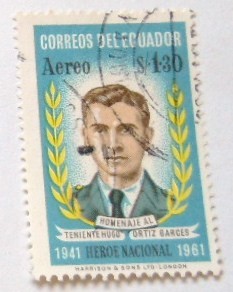 CORREOS DEL ECUADOR
Aereo S/. 1·30
HOMENAJE AL
TENIENTE HUGO ORTIZ GARCES
1941 HEROE NACIONAL 1961
HARRISON & SONS LTD·LONDON